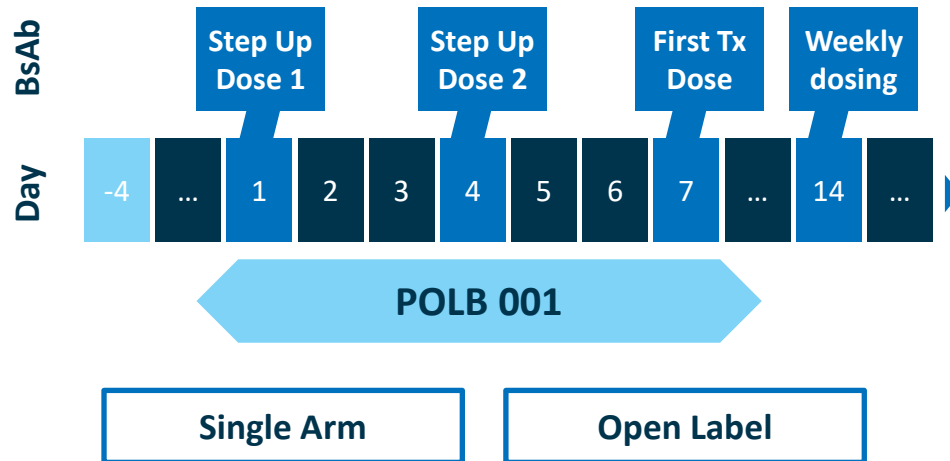 BsAb
Step Up
Dose 1
Step Up
Dose 2
First Tx
Dose
Weekly
dosing
Day
-4 ... 1 2 3 4 5 6 7 ... 14 ...
POLB 001
Single Arm
Open Label